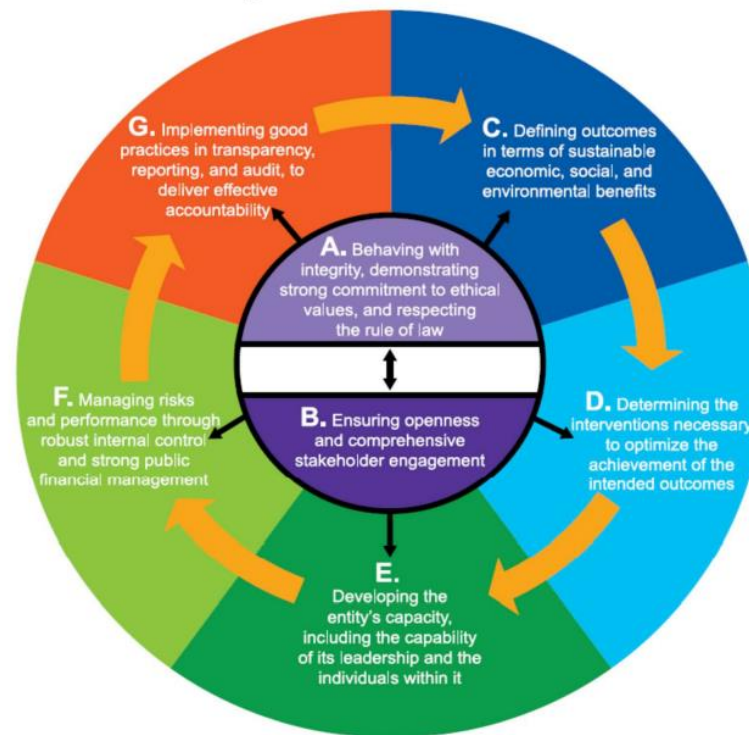 G. Implementing good
practices in transparency,
reporting, and audit, to
deliver effective
accountability
C. Defining outcomes
in terms of sustainable
economic, social, and
environmental benefits
A. Behaving with
integrity, demonstrating
strong commitment to ethical
values, and respecting
the rule of law
F. Managing risks
and performance through
robust internal control
and strong public
financial management
B. Ensuring openness
and comprehensive
stakeholder engagement
D. Determining the
interventions necessary
to optimize the
achievement of the
intended outcomes
E.
Developing the
entity's capacity,
including the capability
of its leadership and the
individuals within it